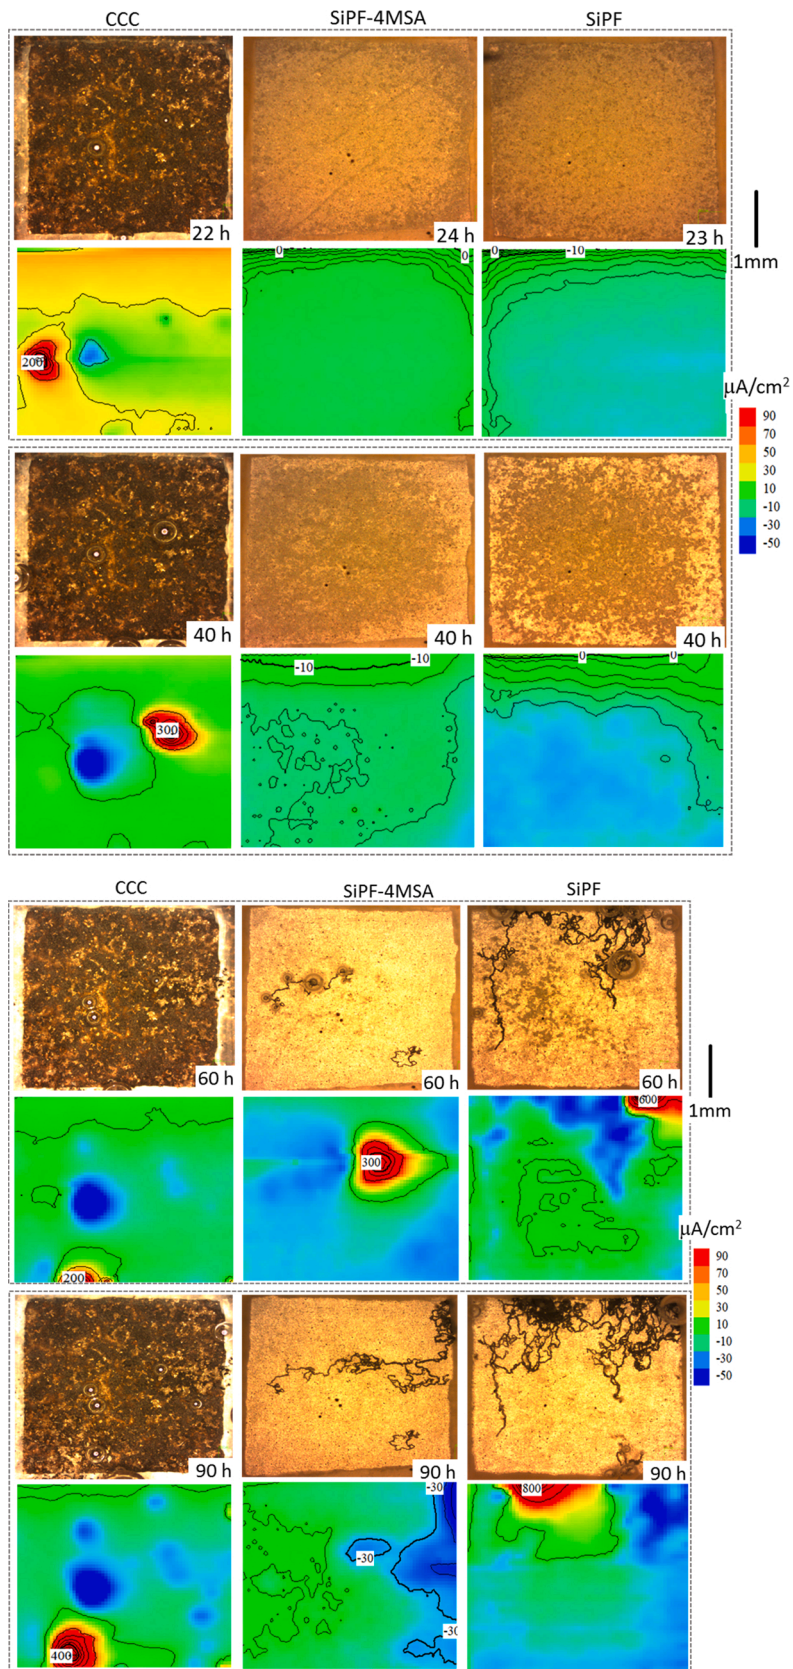 CCC SiPF-4MSA SiPF
22 h 24 h 23 h
1mm
0 0 0 -10
200
µA/cm2
90
70
50
30
10
-10
-30
-50
40 h 40 h 40 h
-10 -10 0 0
300
CCC SiPF-4MSA SiPF
60 h 60 h 60 h
1mm
600
300
200
µA/cm2
90
70
50
30
10
-10
-30
-50
90 h 90 h 90 h
-30 800
-30
400 -30